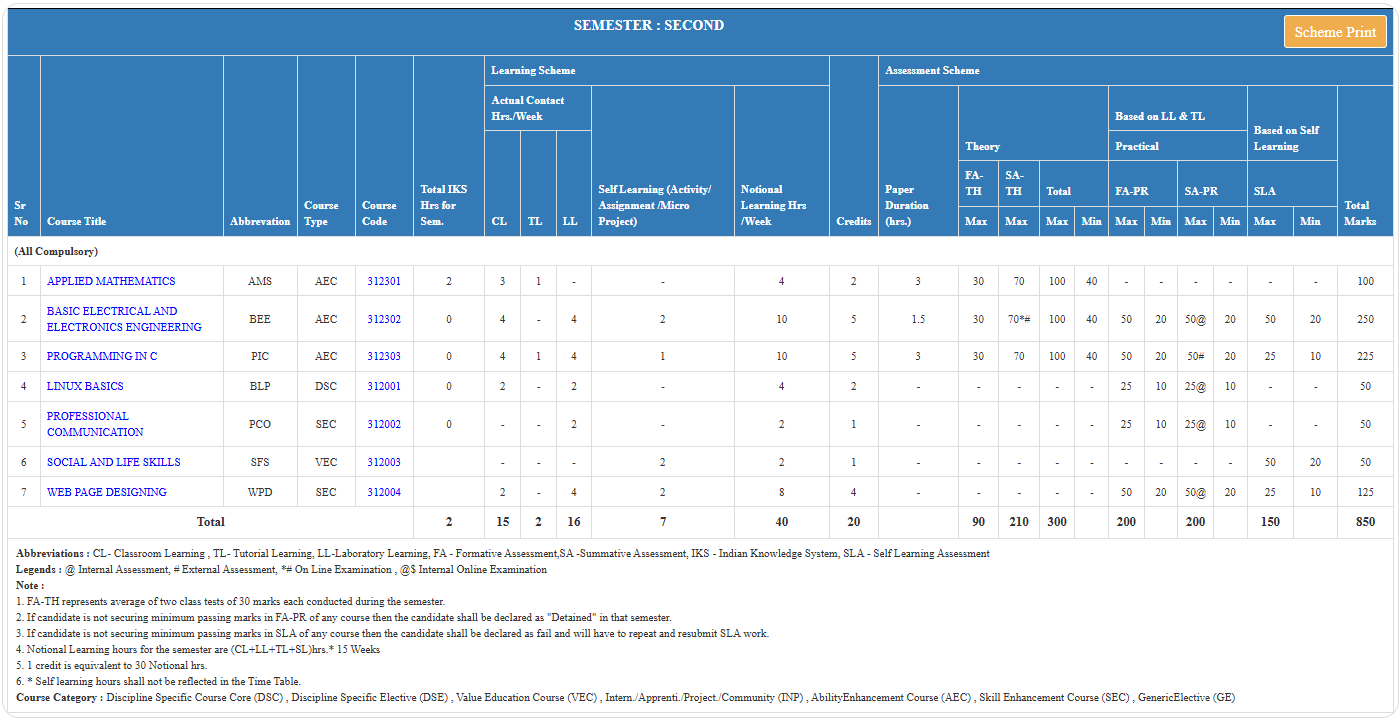 SEMESTER : SECOND
Scheme Print
Learning Scheme
Assessment Scheme
Actual Contact
Hrs./Week
Based on LL & TL
Based on Self
Learning
Theory
Practical
Sr
No
Course Title
Abbrevation
Course
Type
Course
Code
Total IKS
Hrs for
Sem.
CL
TL
LL
Self Learning (Activity/
Assignment /Micro
Project)
Notional
Learning Hrs
/Week
Credits
Paper
Duration
(hrs.)
FA-
TH
SA-
TH
Total
FA-PR
SA-PR
SLA
Total
Marks
Max Max Max Min Max Min Max Min Max Min
(All Compulsory)
1 APPLIED MATHEMATICS AMS AEC 312301 2 3 1 - - 4 2 3 30 70 100 40 - - - - - - 100
2 BASIC ELECTRICAL AND
ELECTRONICS ENGINEERING BEE AEC 312302 0 4 - 4 2 10 5 1.5 30 70*# 100 40 50 20 50@ 20 50 20 250
3 PROGRAMMING IN C PIC AEC 312303 0 4 1 4 1 10 5 3 30 70 100 40 50 20 50# 20 25 10 225
4 LINUX BASICS BLP DSC 312001 0 2 - 2 - 4 2 - - - - - 25 10 25@ 10 - - 50
5 PROFESSIONAL
COMMUNICATION PCO SEC 312002 0 - - 2 - 2 1 - - - - - 25 10 25@ 10 - - 50
6 SOCIAL AND LIFE SKILLS SFS VEC 312003 - - - 2 2 1 - - - - - - - - - 50 20 50
7 WEB PAGE DESIGNING WPD SEC 312004 2 - 4 2 8 4 - - - - - 50 20 50@ 20 25 10 125
Total 2 15 2 16 7 40 20 90 210 300 200 200 150 850
Abbreviations : CL- Classroom Learning , TL- Tutorial Learning, LL-Laboratory Learning, FA - Formative Assessment,SA -Summative Assessment, IKS - Indian Knowledge System, SLA - Self Learning Assessment
Legends : @ Internal Assessment, # External Assessment, *# On Line Examination , @$ Internal Online Examination
Note :
1. FA-TH represents average of two class tests of 30 marks each conducted during the semester.
2. If candidate is not securing minimum passing marks in FA-PR of any course then the candidate shall be declared as "Detained" in that semester.
3. If candidate is not securing minimum passing marks in SLA of any course then the candidate shall be declared as fail and will have to repeat and resubmit SLA work.
4. Notional Learning hours for the semester are (CL+LL+TL+SL)hrs.* 15 Weeks
5. 1 credit is equivalent to 30 Notional hrs.
6. * Self learning hours shall not be reflected in the Time Table.
Course Category : Discipline Specific Course Core (DSC) , Discipline Specific Elective (DSE) , Value Education Course (VEC) , Intern./Apprenti./Project./Community (INP) , AbilityEnhancement Course (AEC) , Skill Enhancement Course (SEC) , GenericElective (GE)